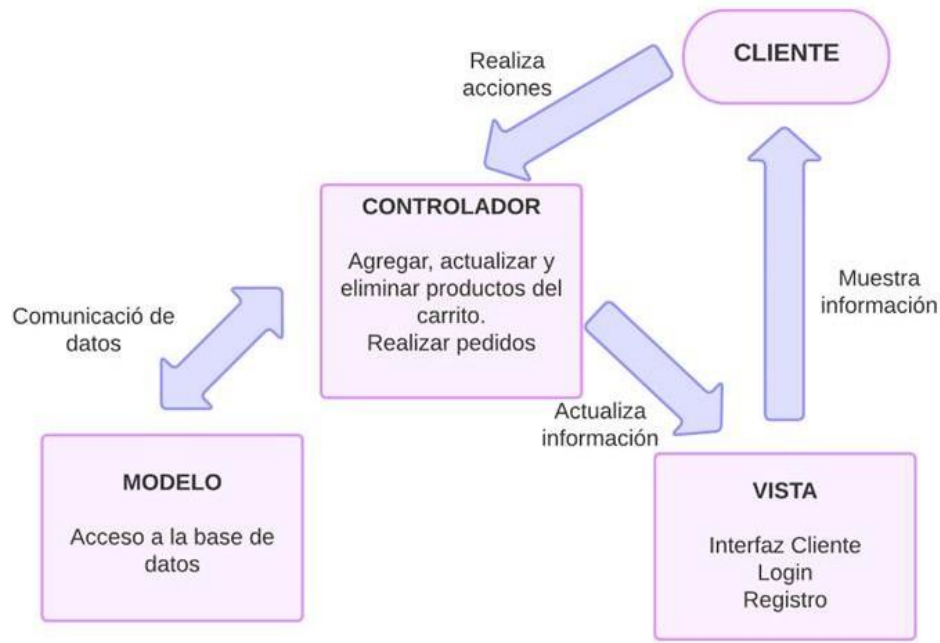 CLIENTE
Realiza
acciones
CONTROLADOR
Agregar, actualizar y
eliminar productos del
carrito.
Realizar pedidos
Muestra
información
Comunicació de
datos
Actualiza
información
MODELO
Acceso a la base de
datos
VISTA
Interfaz Cliente
Login
Registro